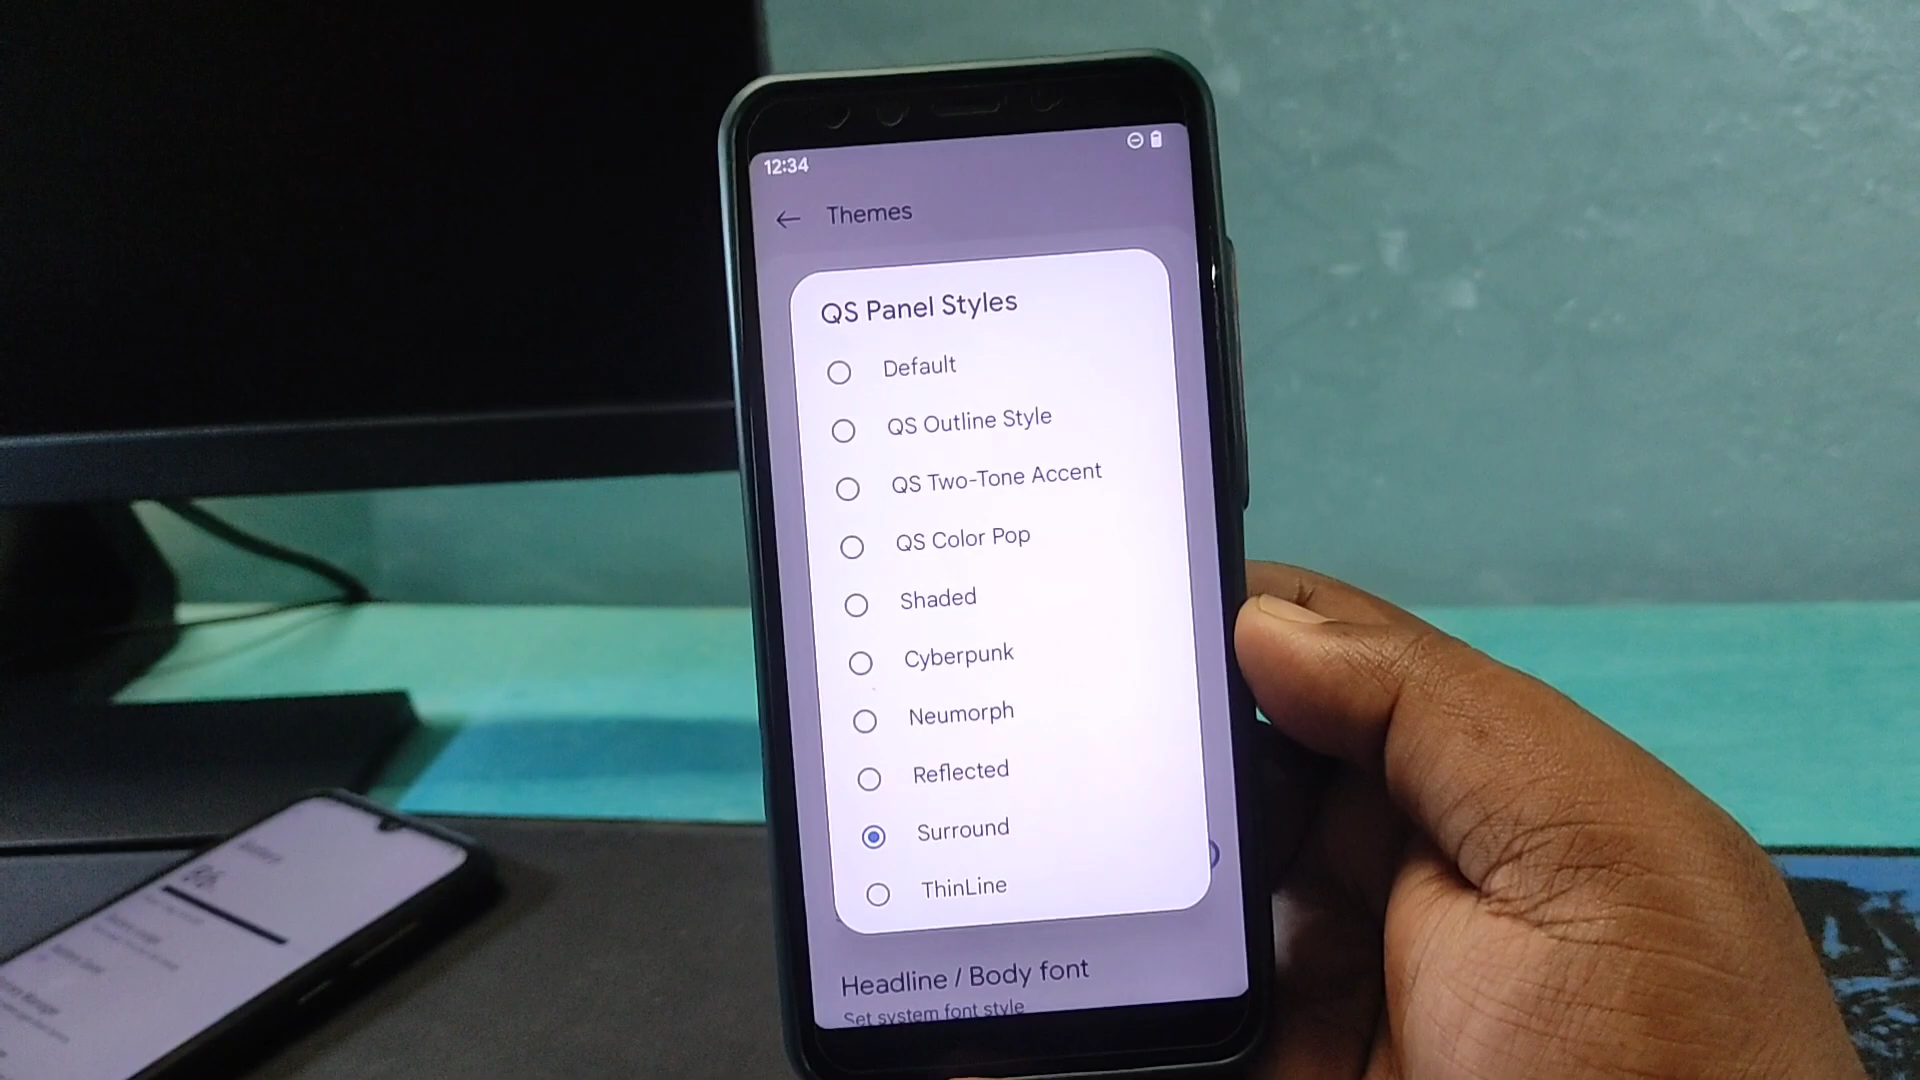 12:34
Themes
QS Panel Styles
Default
QS Outline Style
QS Two-Tone Accent
QS Color Pop
Shaded
Cyberpunk
Neumorph
Reflected
Surround
ThinLine
Headline / Body font
Set system font style